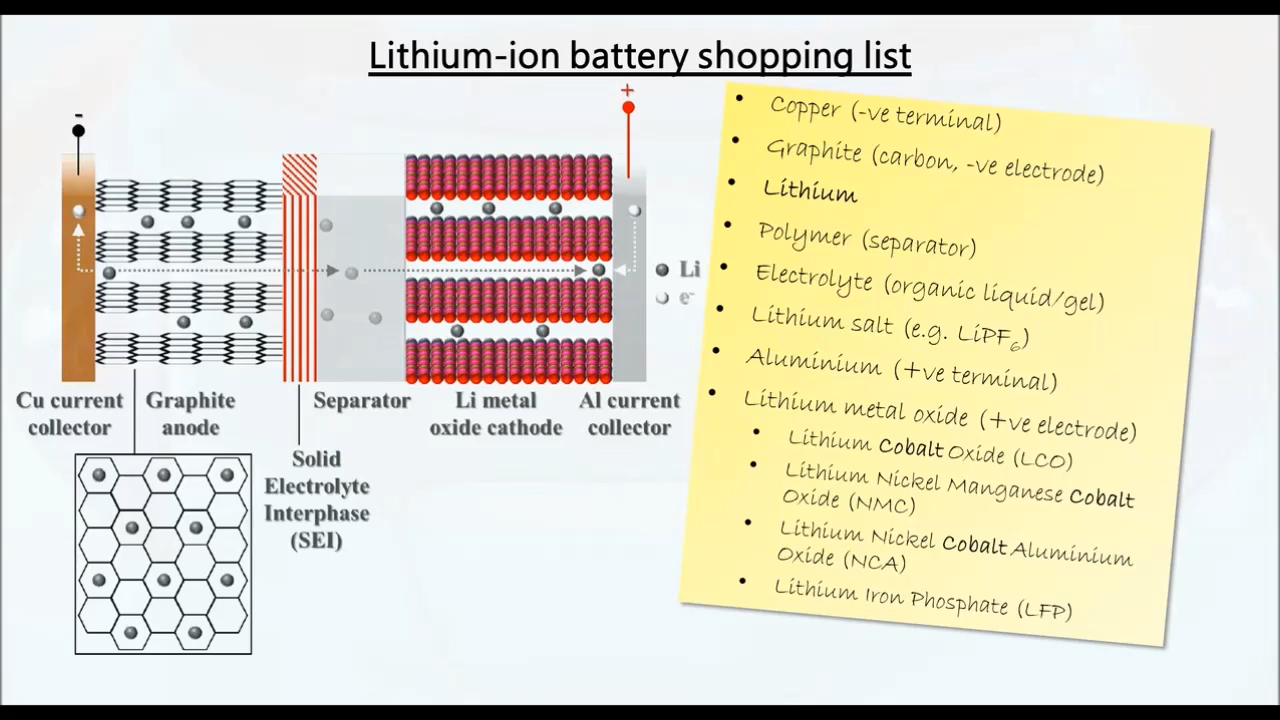 Lithium-ion battery shopping list
-
+
Li
e-
Cu current
collector
Graphite
anode
Separator
Li metal
oxide cathode
Al current
collector
Solid
Electrolyte
Interphase
(SEI)
• Copper (-ve terminal)
• Graphite (carbon, -ve electrode)
• Lithium
• Polymer (separator)
• Electrolyte (organic liquid/gel)
• Lithium salt (e.g. LiPF6)
• Aluminium (+ve terminal)
• Lithium metal oxide (+ve electrode)
• Lithium Cobalt Oxide (LCO)
• Lithium Nickel Manganese Cobalt
Oxide (NMC)
• Lithium Nickel Cobalt Aluminium
Oxide (NCA)
• Lithium Iron Phosphate (LFP)